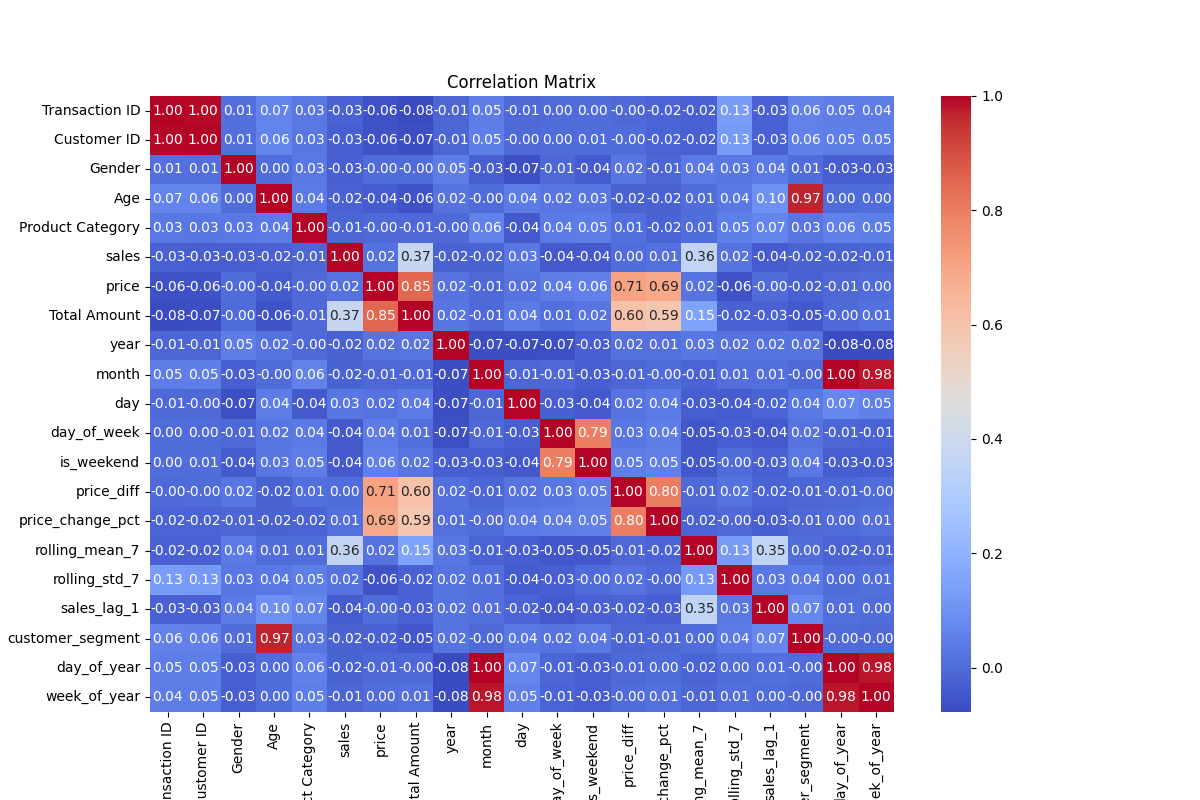 Correlation Matrix
Transaction ID 1.00 1.00 0.01 0.07 0.03 -0.03 -0.06 -0.08 -0.01 0.05 -0.01 0.00 0.00 -0.00 -0.02 -0.02 0.13 -0.03 0.06 0.05 0.04
Customer ID 1.00 1.00 0.01 0.06 0.03 -0.03 -0.06 -0.07 -0.01 0.05 -0.00 0.00 0.01 -0.00 -0.02 -0.02 0.13 -0.03 0.06 0.05 0.05
Gender 0.01 0.01 1.00 0.00 0.03 -0.03 -0.00 -0.00 0.05 -0.03 -0.07 -0.01 -0.04 0.02 -0.01 0.04 0.03 0.04 0.01 -0.03 -0.03
Age 0.07 0.06 0.00 1.00 0.04 -0.02 -0.04 -0.06 0.02 -0.00 0.04 0.02 0.03 -0.02 -0.02 0.01 0.04 0.10 0.97 0.00 0.00
Product Category 0.03 0.03 0.03 0.04 1.00 -0.01 -0.00 -0.01 -0.00 0.06 -0.04 0.04 0.05 0.01 -0.02 0.01 0.05 0.07 0.03 0.06 0.05
sales -0.03 -0.03 -0.03 -0.02 -0.01 1.00 0.02 0.37 -0.02 -0.02 0.03 -0.04 -0.04 0.00 0.01 0.36 0.02 -0.04 -0.02 -0.02 -0.01
price -0.06 -0.06 -0.00 -0.04 -0.00 0.02 1.00 0.85 0.02 -0.01 0.02 0.04 0.06 0.71 0.69 0.02 -0.06 -0.00 -0.02 -0.01 0.00
Total Amount -0.08 -0.07 -0.00 -0.06 -0.01 0.37 0.85 1.00 0.02 -0.01 0.04 0.01 0.02 0.60 0.59 0.15 -0.02 -0.03 -0.05 -0.00 0.01
year -0.01 -0.01 0.05 0.02 -0.00 -0.02 0.02 0.02 1.00 -0.07 -0.07 -0.07 -0.03 0.02 0.01 0.03 0.02 0.02 0.02 -0.08 -0.08
month 0.05 0.05 -0.03 -0.00 0.06 -0.02 -0.01 -0.01 -0.07 1.00 -0.01 -0.01 -0.03 -0.01 -0.00 -0.01 0.01 0.01 -0.00 1.00 0.98
day -0.01 -0.00 -0.07 0.04 -0.04 0.03 0.02 0.04 -0.07 -0.01 1.00 -0.03 -0.04 0.02 0.04 -0.03 -0.04 -0.02 0.04 0.07 0.05
day_of_week 0.00 0.00 -0.01 0.02 0.04 -0.04 0.04 0.01 -0.07 -0.01 -0.03 1.00 0.79 0.03 0.04 -0.05 -0.03 -0.04 0.02 -0.01 -0.01
is_weekend 0.00 0.01 -0.04 0.03 0.05 -0.04 0.06 0.02 -0.03 -0.03 -0.04 0.79 1.00 0.05 0.05 -0.05 -0.00 -0.03 0.04 -0.03 -0.03
price_diff -0.00 -0.00 0.02 -0.02 0.01 0.00 0.71 0.60 0.02 -0.01 0.02 0.03 0.05 1.00 0.80 -0.01 0.02 -0.02 -0.01 -0.01 -0.00
price_change_pct -0.02 -0.02 -0.01 -0.02 -0.02 0.01 0.69 0.59 0.01 -0.00 0.04 0.04 0.05 0.80 1.00 -0.02 -0.00 -0.03 -0.01 0.00 0.01
rolling_mean_7 -0.02 -0.02 0.04 0.01 0.01 0.36 0.02 0.15 0.03 -0.01 -0.03 -0.05 -0.05 -0.01 -0.02 1.00 0.13 0.35 0.00 -0.02 -0.01
rolling_std_7 0.13 0.13 0.03 0.04 0.05 0.02 -0.06 -0.02 0.02 0.01 -0.04 -0.03 -0.00 0.02 -0.00 0.13 1.00 0.03 0.04 0.00 0.01
sales_lag_1 -0.03 -0.03 0.04 0.10 0.07 -0.04 -0.00 -0.03 0.02 0.01 -0.02 -0.04 -0.03 -0.02 -0.03 0.35 0.03 1.00 0.07 0.01 0.00
customer_segment 0.06 0.06 0.01 0.97 0.03 -0.02 -0.02 -0.05 0.02 -0.00 0.04 0.02 0.04 -0.01 -0.01 0.00 0.04 0.07 1.00 -0.00 -0.00
day_of_year 0.05 0.05 -0.03 0.00 0.06 -0.02 -0.01 -0.00 -0.08 1.00 0.07 -0.01 -0.03 -0.01 0.00 -0.02 0.00 0.01 -0.00 1.00 0.98
week_of_year 0.04 0.05 -0.03 0.00 0.05 -0.01 0.00 0.01 -0.08 0.98 0.05 -0.01 -0.03 -0.00 0.01 -0.01 0.01 0.00 -0.00 0.98 1.00
nsaction ID
ustomer ID
Gender
Age
ct Category
sales
price
tal Amount
year
month
day
ay_of_week
s_weekend
price_diff
change_pct
ng_mean_7
olling_std_7
sales_lag_1
er_segment
day_of_year
ek_of_year
1.0
0.8
0.6
0.4
0.2
0.0